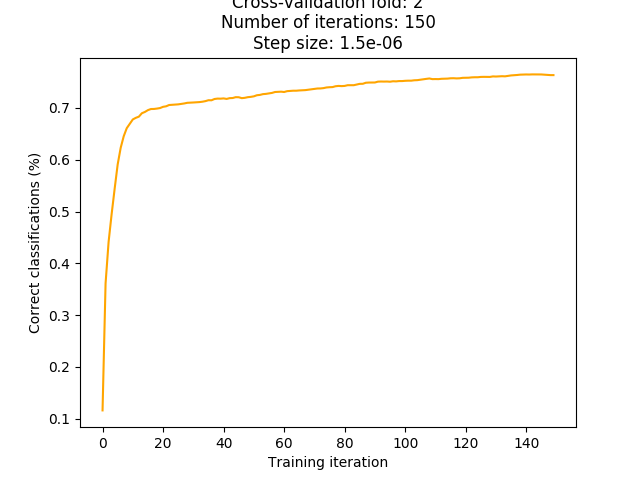 Cross-validation fold: 2
Number of iterations: 150
Step size: 1.5e-06
0.7
0.6
0.5
0.4
0.3
0.2
0.1
Correct classifications (%)
0 20 40 60 80 100 120 140
Training iteration